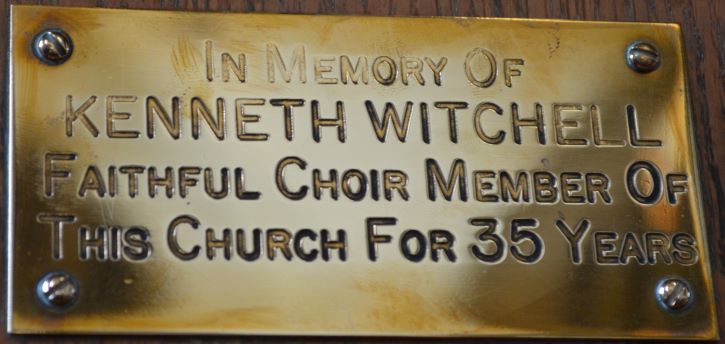 In Memory Of
KENNETH WITCHELL
Faithful Choir Member Of
This Church For 35 Years